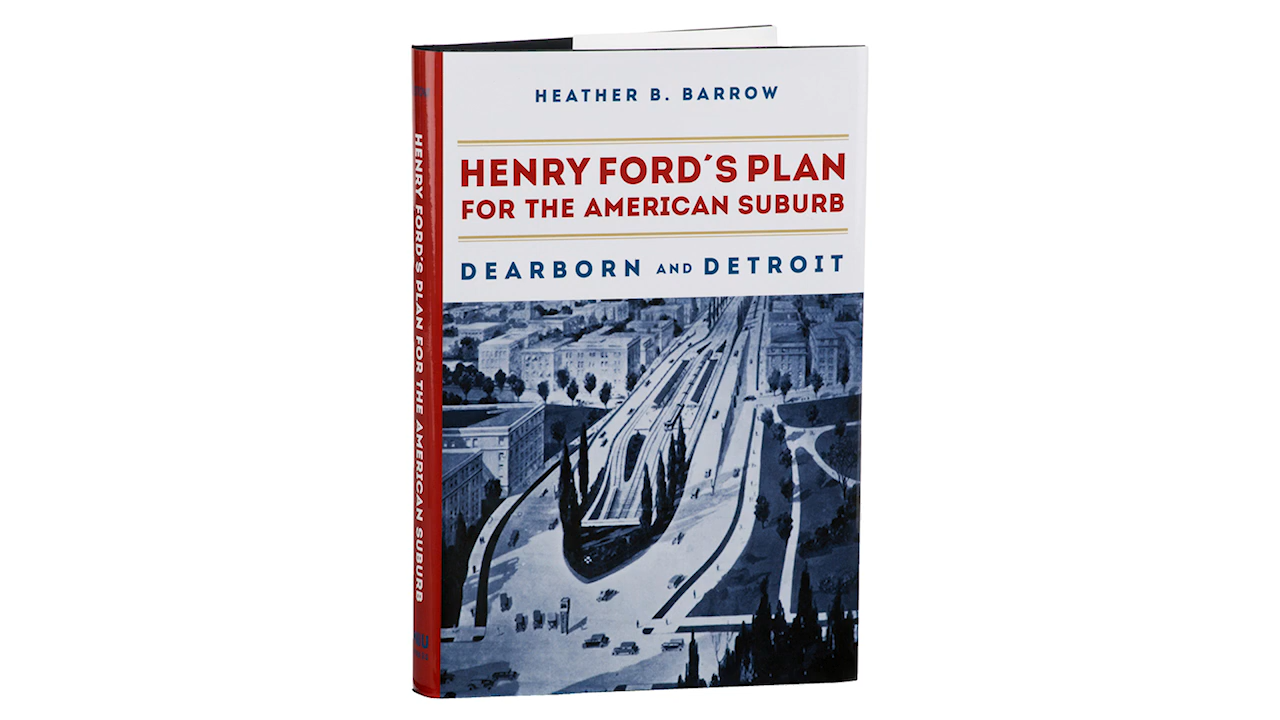 HEATHER B. BARROW
HENRY FORD´S PLAN
FOR THE AMERICAN SUBURB
DEARBORN AND DETROIT
HENRY FORD'S PLAN FOR THE AMERICAN SUBURB